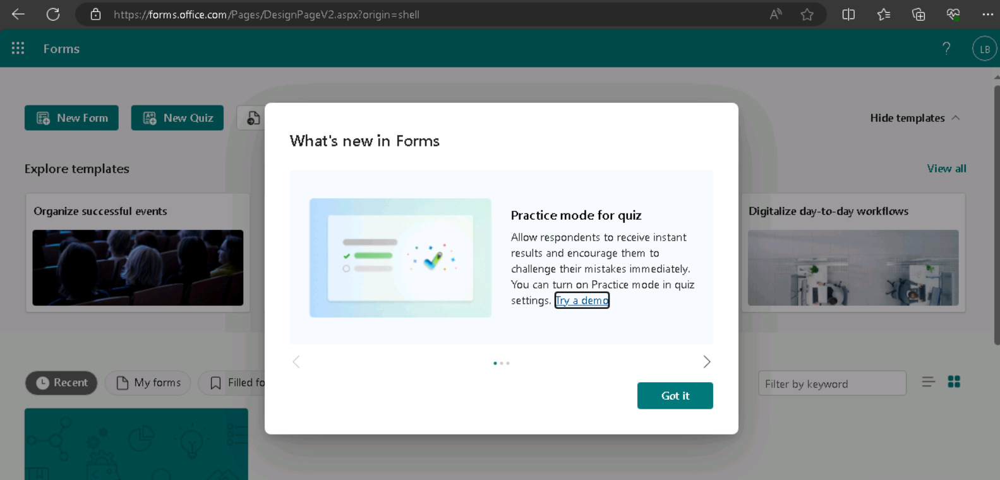 https://forms.office.com/Pages/DesignPageV2.aspx?origin=shell
Forms
?
LB
New Form
New Quiz
Hide templates
Explore templates
View all
Organize successful events
Digitalize day-to-day workflows
What's new in Forms
Practice mode for quiz
Allow respondents to receive instant
results and encourage them to
challenge their mistakes immediately.
You can turn on Practice mode in quiz
settings. Try a demo
Got it
Recent
My forms
Filled fo
Filter by keyword